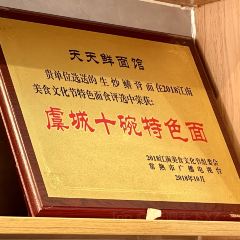 天天鲜面馆
贵单位选送的生炒鳝背面在2018江南
美食文化节特色面食评选中荣获:
虞城十碗特色面
2018江南美食文化节组委会
常熟市广播电视台
2018年10月